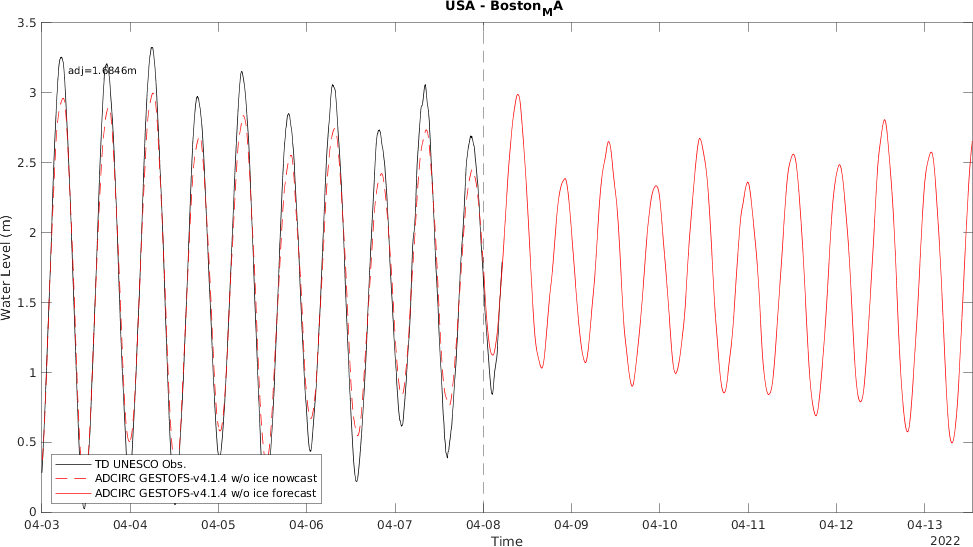 USA - Boston_MA
adj=1.6846m
3.5
3
2.5
2
1.5
1
0.5
0
Water Level (m)
TD UNESCO Obs.
ADCIRC GESTOFS-v4.1.4 w/o ice nowcast
ADCIRC GESTOFS-v4.1.4 w/o ice forecast
04-03 04-04 04-05 04-06 04-07 04-08 04-09 04-10 04-11 04-12 04-13
Time
2022